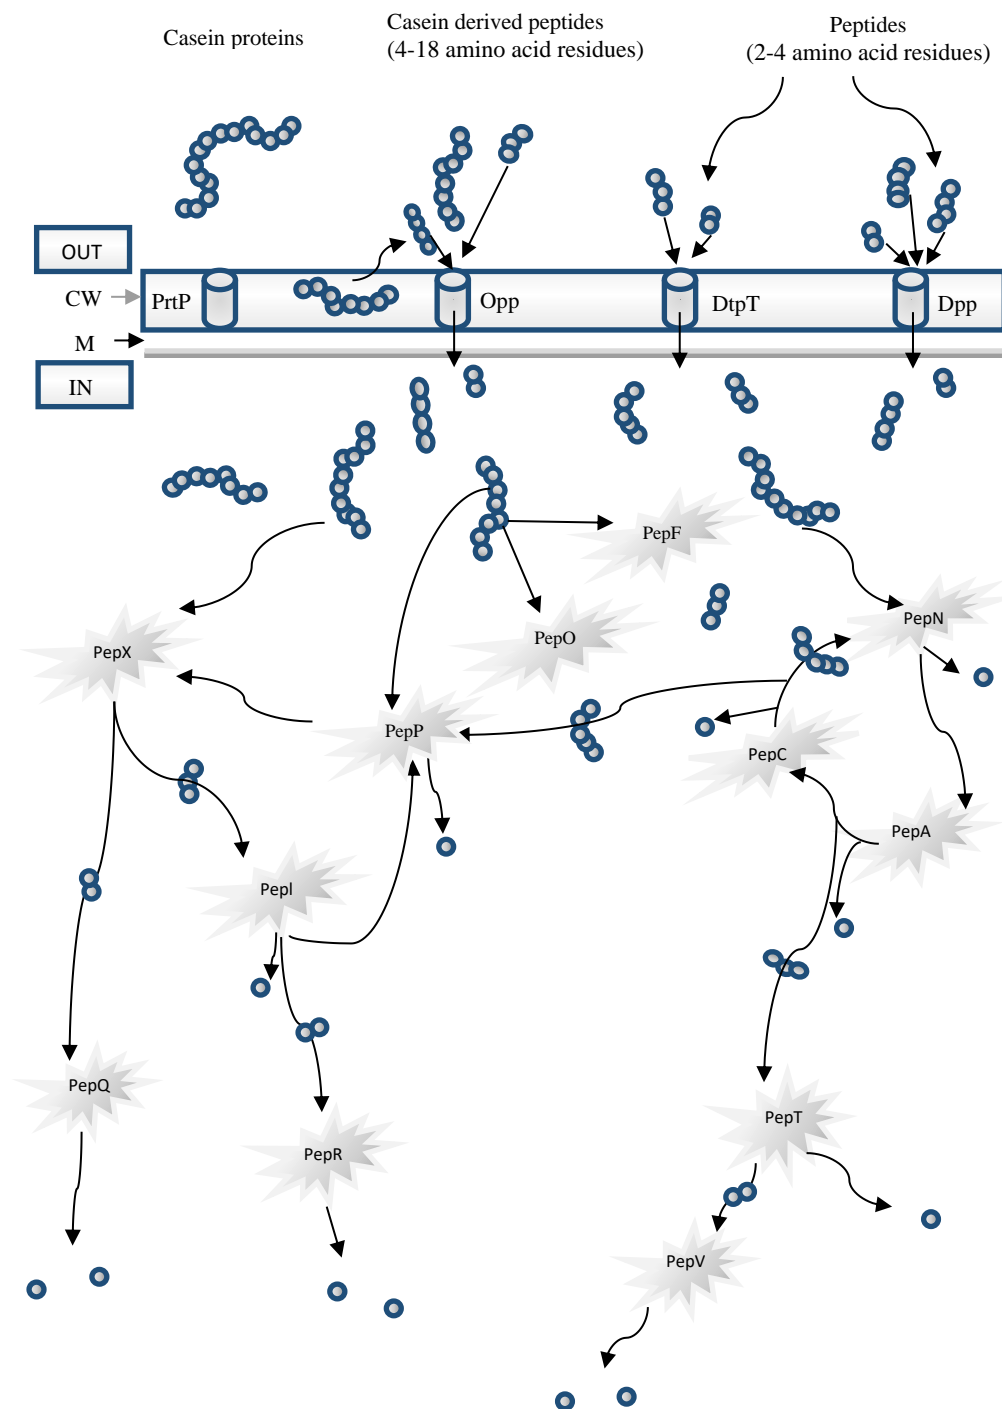 Casein proteins
Casein derived peptides
(4-18 amino acid residues)
Peptides
(2-4 amino acid residues)
OUT
CW
PrtP
Opp
DtpT
Dpp
M
IN
PepF
PepN
PepO
PepX
PepP
PepC
PepA
PepI
PepQ
PepT
PepR
PepV